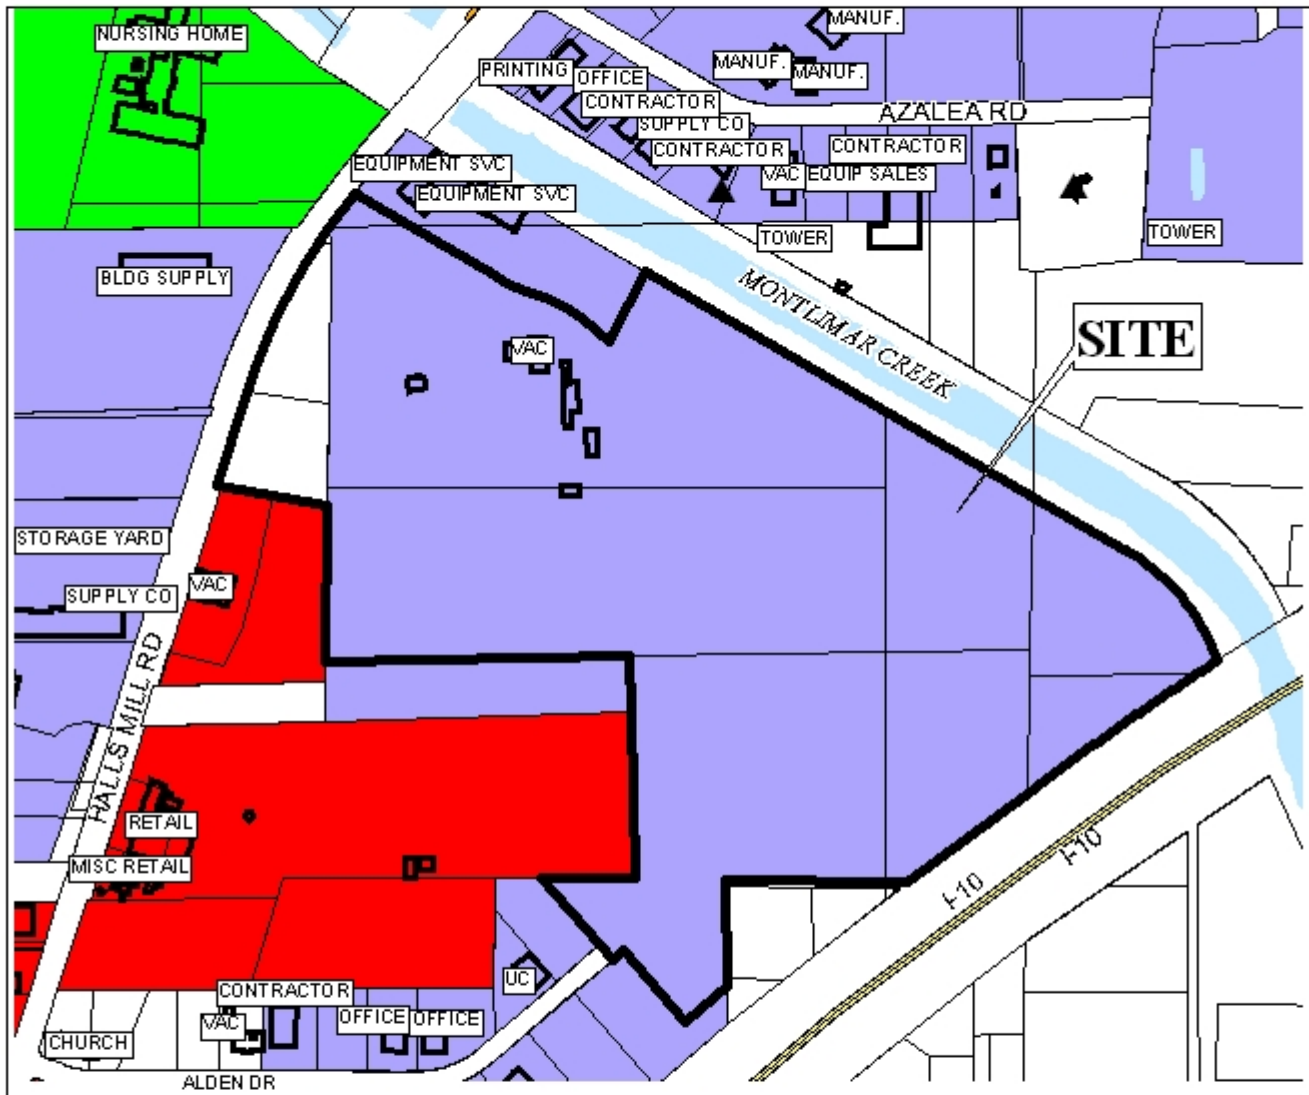 MANUF.
NURSING HOME
MANUF.
PRINTING
MANUF.
OFFICE
CONTRACTOR
AZALEA RD
SUPPLY CO
CONTRACTOR
CONTRACTOR
EQUIPMENT SVC
VAC
EQUIP SALES
EQUIPMENT SVC
TOWER
TOWER
BLDG SUPPLY
MONTLIMAR CREEK
SITE
VAC
STORAGE YARD
VAC
SUPPLY CO
HALLS MILL RD
RETAIL
I-10
MISC RETAIL
I-10
UC
CONTRACTOR
VAC
OFFICE
OFFICE
CHURCH
ALDEN DR